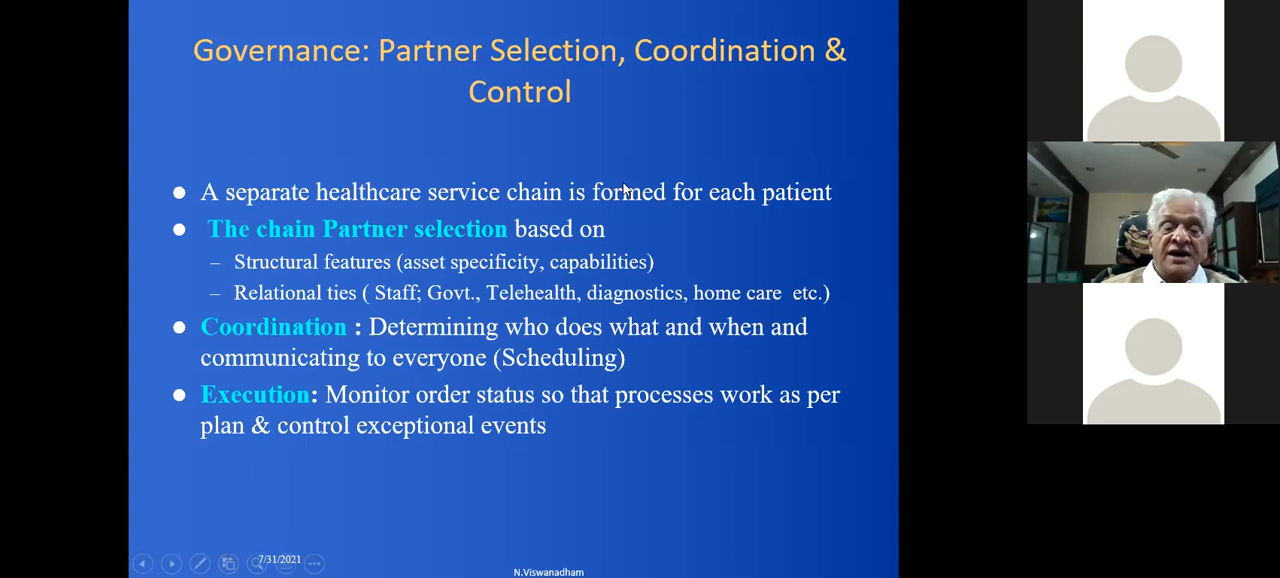 Governance: Partner Selection, Coordination &
Control
● A separate healthcare service chain is formed for each patient
● The chain Partner selection based on
– Structural features (asset specificity, capabilities)
– Relational ties ( Staff; Govt., Telehealth, diagnostics, home care etc.)
● Coordination : Determining who does what and when and
communicating to everyone (Scheduling)
● Execution: Monitor order status so that processes work as per
plan & control exceptional events
7/31/2021
N.Viswanadham